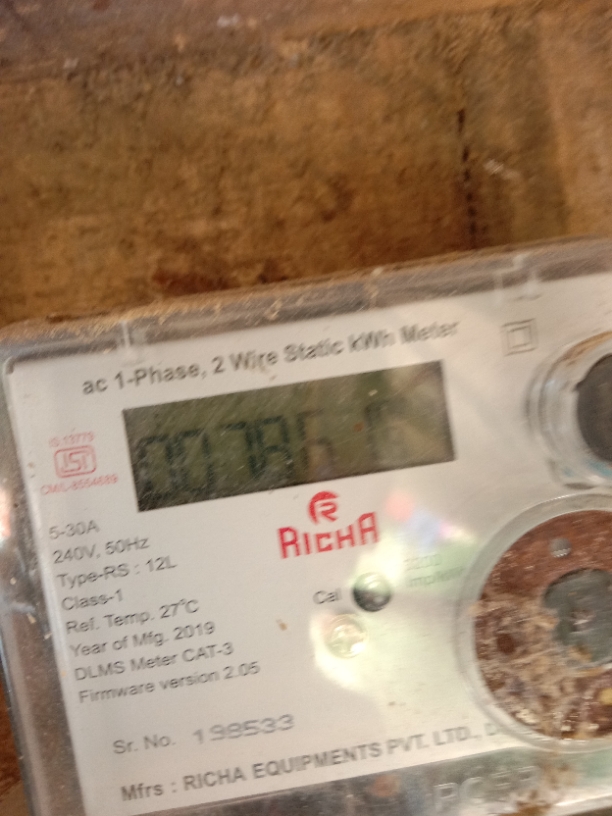 ac 1-Phase, 2 Wire Static kWh Meter
IS 13779
ISI
CM/L-8554689
RICHA
5-30A
240V, 50Hz
Type-RS : 12L
Class-1
Ref. Temp. 27°C
Year of Mfg. 2019
DLMS Meter CAT-3
Firmware version 2.05
Cal
Sr. No. 198533
Mfrs : RICHA EQUIPMENTS PVT. LTD.,